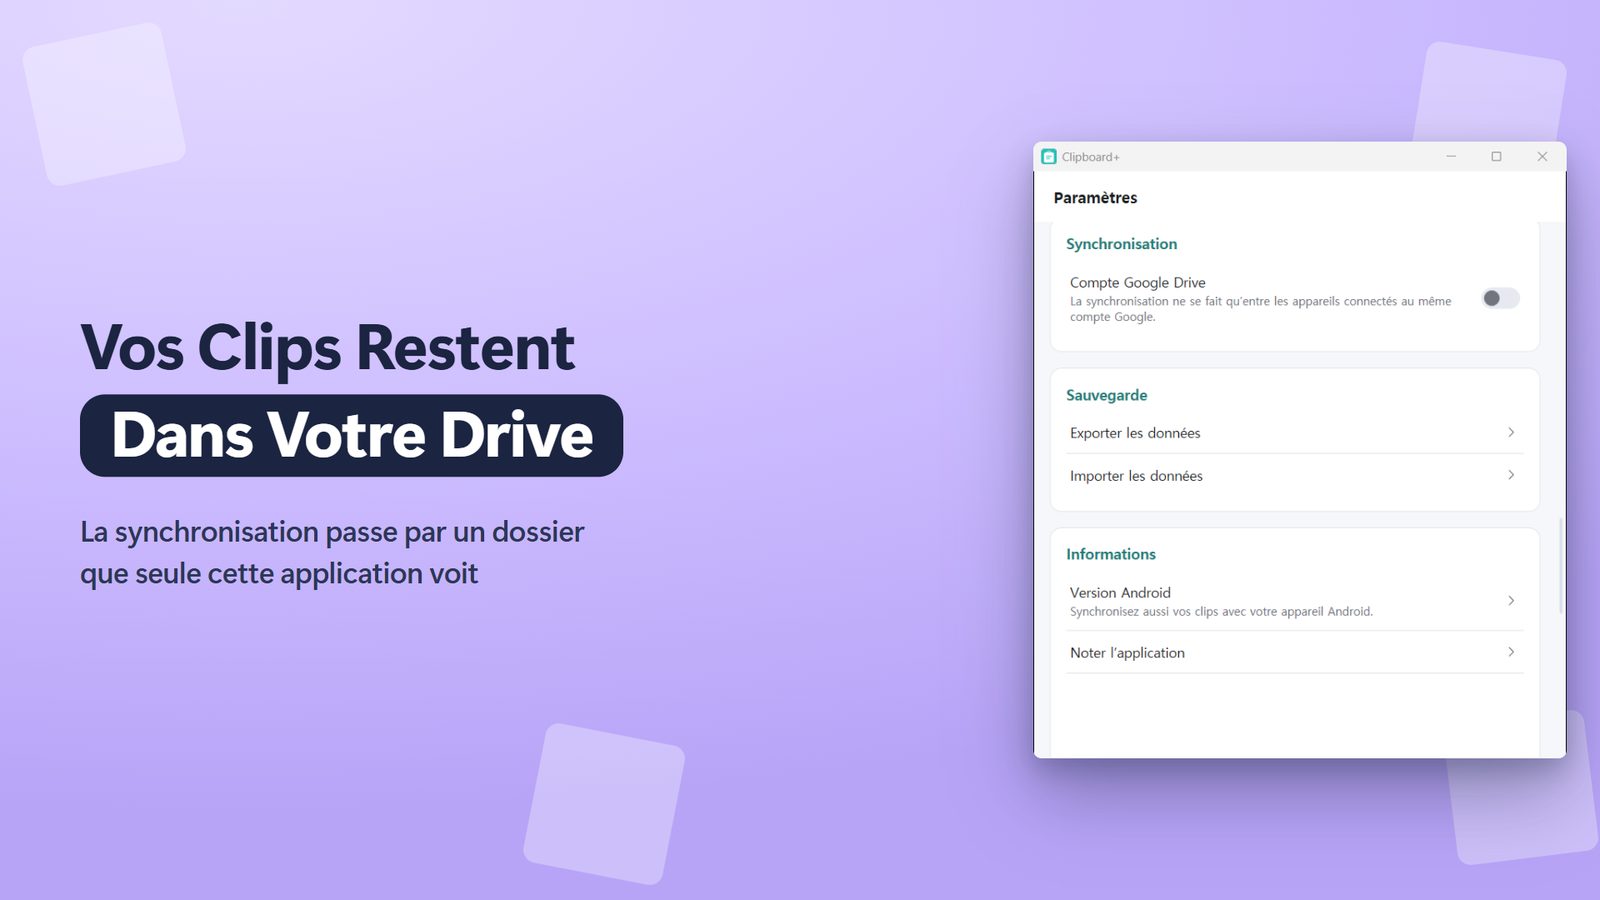 Vos Clips Restent
Dans Votre Drive
La synchronisation passe par un dossier
que seule cette application voit
Clipboard+
Paramètres
Synchronisation
Compte Google Drive
La synchronisation ne se fait qu'entre les appareils connectés au même
compte Google.
Sauvegarde
Exporter les données
Importer les données
Informations
Version Android
Synchronisez aussi vos clips avec votre appareil Android.
Noter l'application